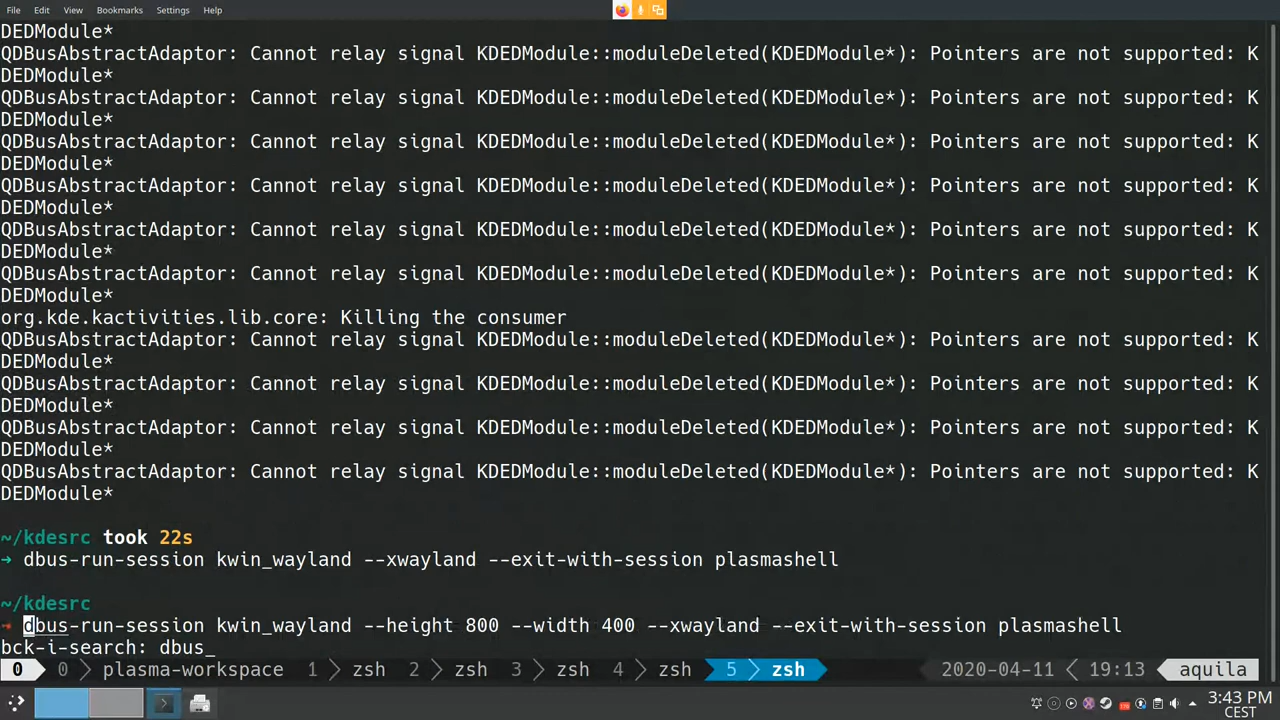 File Edit View Bookmarks Settings Help
DEDModule*
QDBusAbstractAdaptor: Cannot relay signal KDEDModule::moduleDeleted(KDEDModule*): Pointers are not supported: K
DEDModule*
QDBusAbstractAdaptor: Cannot relay signal KDEDModule::moduleDeleted(KDEDModule*): Pointers are not supported: K
DEDModule*
QDBusAbstractAdaptor: Cannot relay signal KDEDModule::moduleDeleted(KDEDModule*): Pointers are not supported: K
DEDModule*
QDBusAbstractAdaptor: Cannot relay signal KDEDModule::moduleDeleted(KDEDModule*): Pointers are not supported: K
DEDModule*
QDBusAbstractAdaptor: Cannot relay signal KDEDModule::moduleDeleted(KDEDModule*): Pointers are not supported: K
DEDModule*
QDBusAbstractAdaptor: Cannot relay signal KDEDModule::moduleDeleted(KDEDModule*): Pointers are not supported: K
DEDModule*
org.kde.kactivities.lib.core: Killing the consumer
QDBusAbstractAdaptor: Cannot relay signal KDEDModule::moduleDeleted(KDEDModule*): Pointers are not supported: K
DEDModule*
QDBusAbstractAdaptor: Cannot relay signal KDEDModule::moduleDeleted(KDEDModule*): Pointers are not supported: K
DEDModule*
QDBusAbstractAdaptor: Cannot relay signal KDEDModule::moduleDeleted(KDEDModule*): Pointers are not supported: K
DEDModule*
QDBusAbstractAdaptor: Cannot relay signal KDEDModule::moduleDeleted(KDEDModule*): Pointers are not supported: K
DEDModule*
~/kdesrc took 22s
➜ dbus-run-session kwin_wayland --xwayland --exit-with-session plasmashell
~/kdesrc
➜ dbus-run-session kwin_wayland --height 800 --width 400 --xwayland --exit-with-session plasmashell
bck-i-search: dbus_
0 0 plasma-workspace 1 zsh 2 zsh 3 zsh 4 zsh 5 zsh 2020-04-11 19:13 aquila
3:43 PM
CEST